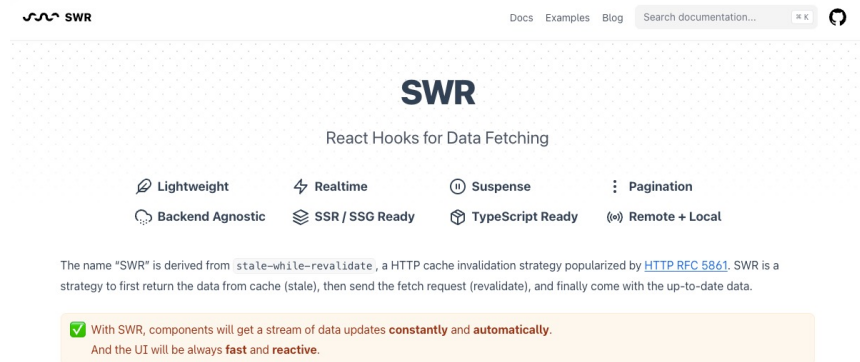 SWR
Docs Examples Blog Search documentation... ⌘ K
SWR
React Hooks for Data Fetching
Lightweight Realtime Suspense Pagination
Backend Agnostic SSR / SSG Ready TypeScript Ready Remote + Local
The name “SWR” is derived from stale-while-revalidate, a HTTP cache invalidation strategy popularized by HTTP RFC 5861. SWR is a
strategy to first return the data from cache (stale), then send the fetch request (revalidate), and finally come with the up-to-date data.
With SWR, components will get a stream of data updates constantly and automatically.
And the UI will be always fast and reactive.